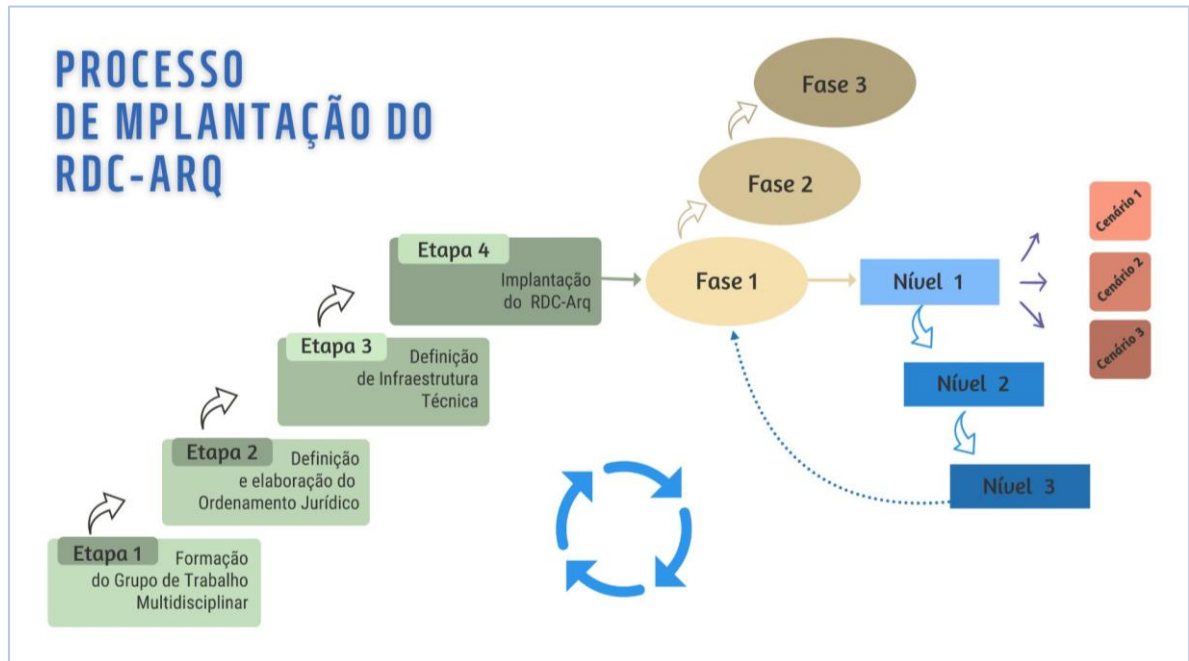 PROCESSO
DE MPLANTAÇÃO DO
RDC-ARQ
Etapa 1
Formação
do Grupo de Trabalho
Multidisciplinar
Etapa 2
Definição
e elaboração do
Ordenamento Jurídico
Etapa 3
Definição
de Infraestrutura
Técnica
Etapa 4
Implantação
do RDC-Arq
Fase 1
Fase 2
Fase 3
Nível 1
Nível 2
Nível 3
Cenário 1
Cenário 2
Cenário 3